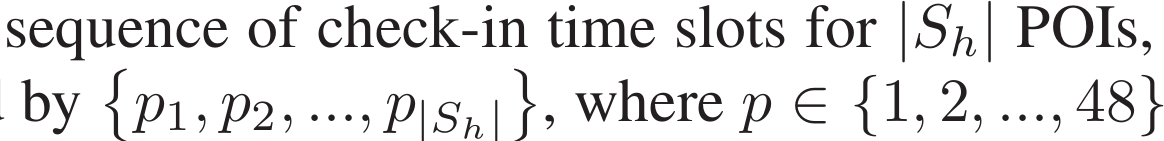 sequence of check-in time slots for |S_h| POIs,
by {p_1, p_2, ..., p_{|S_h|}}, where p ∈ {1, 2, ..., 48}